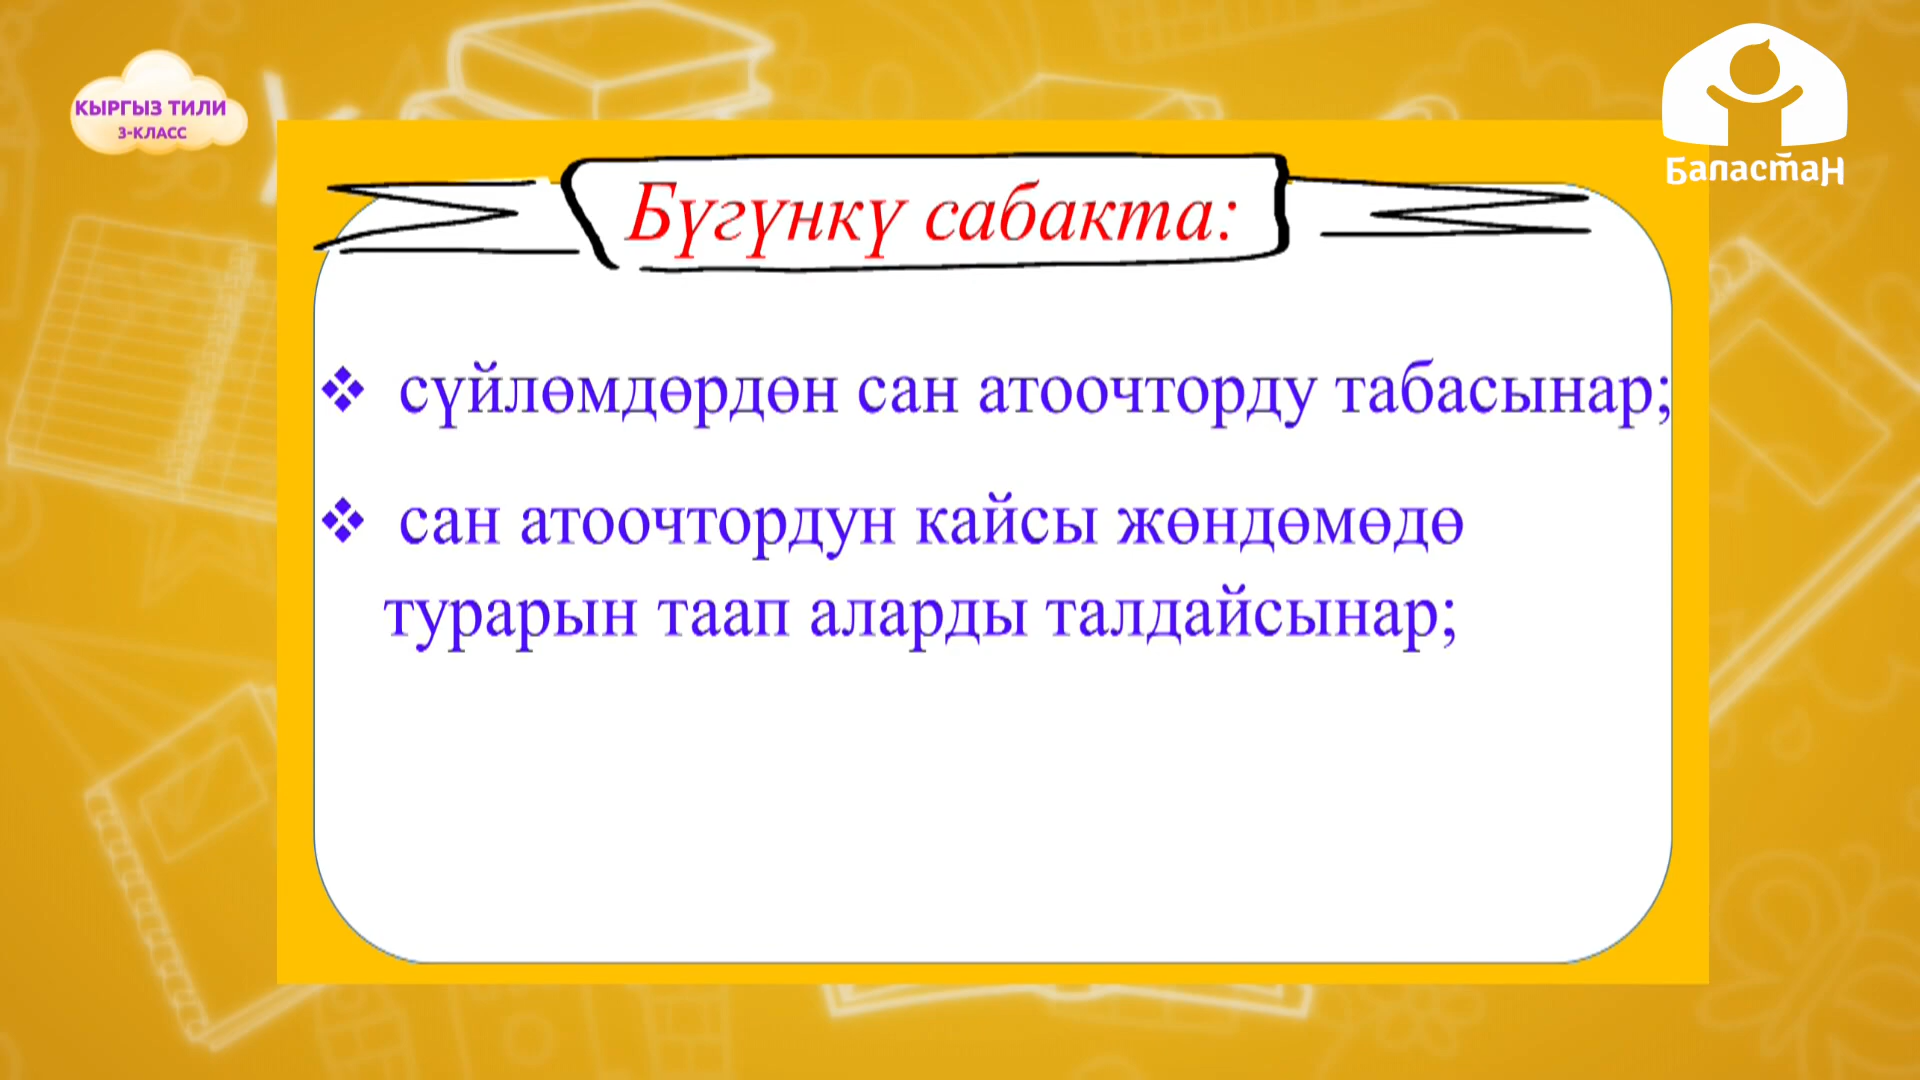 КЫРГЫЗ ТИЛИ
3-КЛАСС
Баластан
Бүгүнкү сабакта:
❖ сүйлөмдөрдөн сан атоочторду табасынар;
❖ сан атоочтордун кайсы жөндөмөдө
турарын таап аларды талдайсынар;